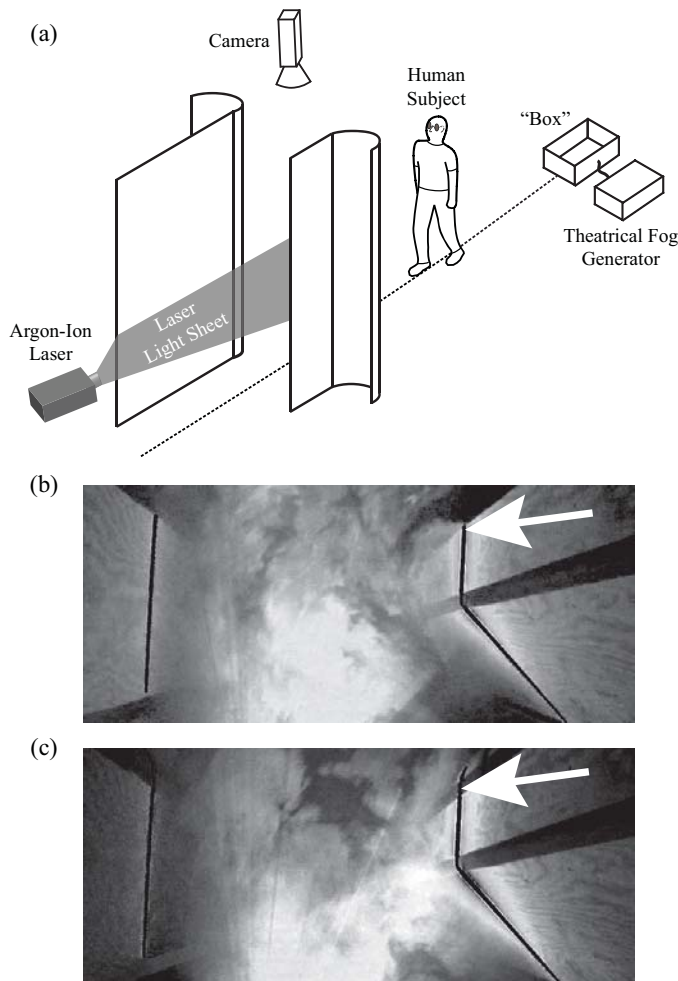 (a)
Camera
Human
Subject
“Box”
Theatrical Fog
Generator
Laser
Light Sheet
Argon-Ion
Laser
(b)
(c)